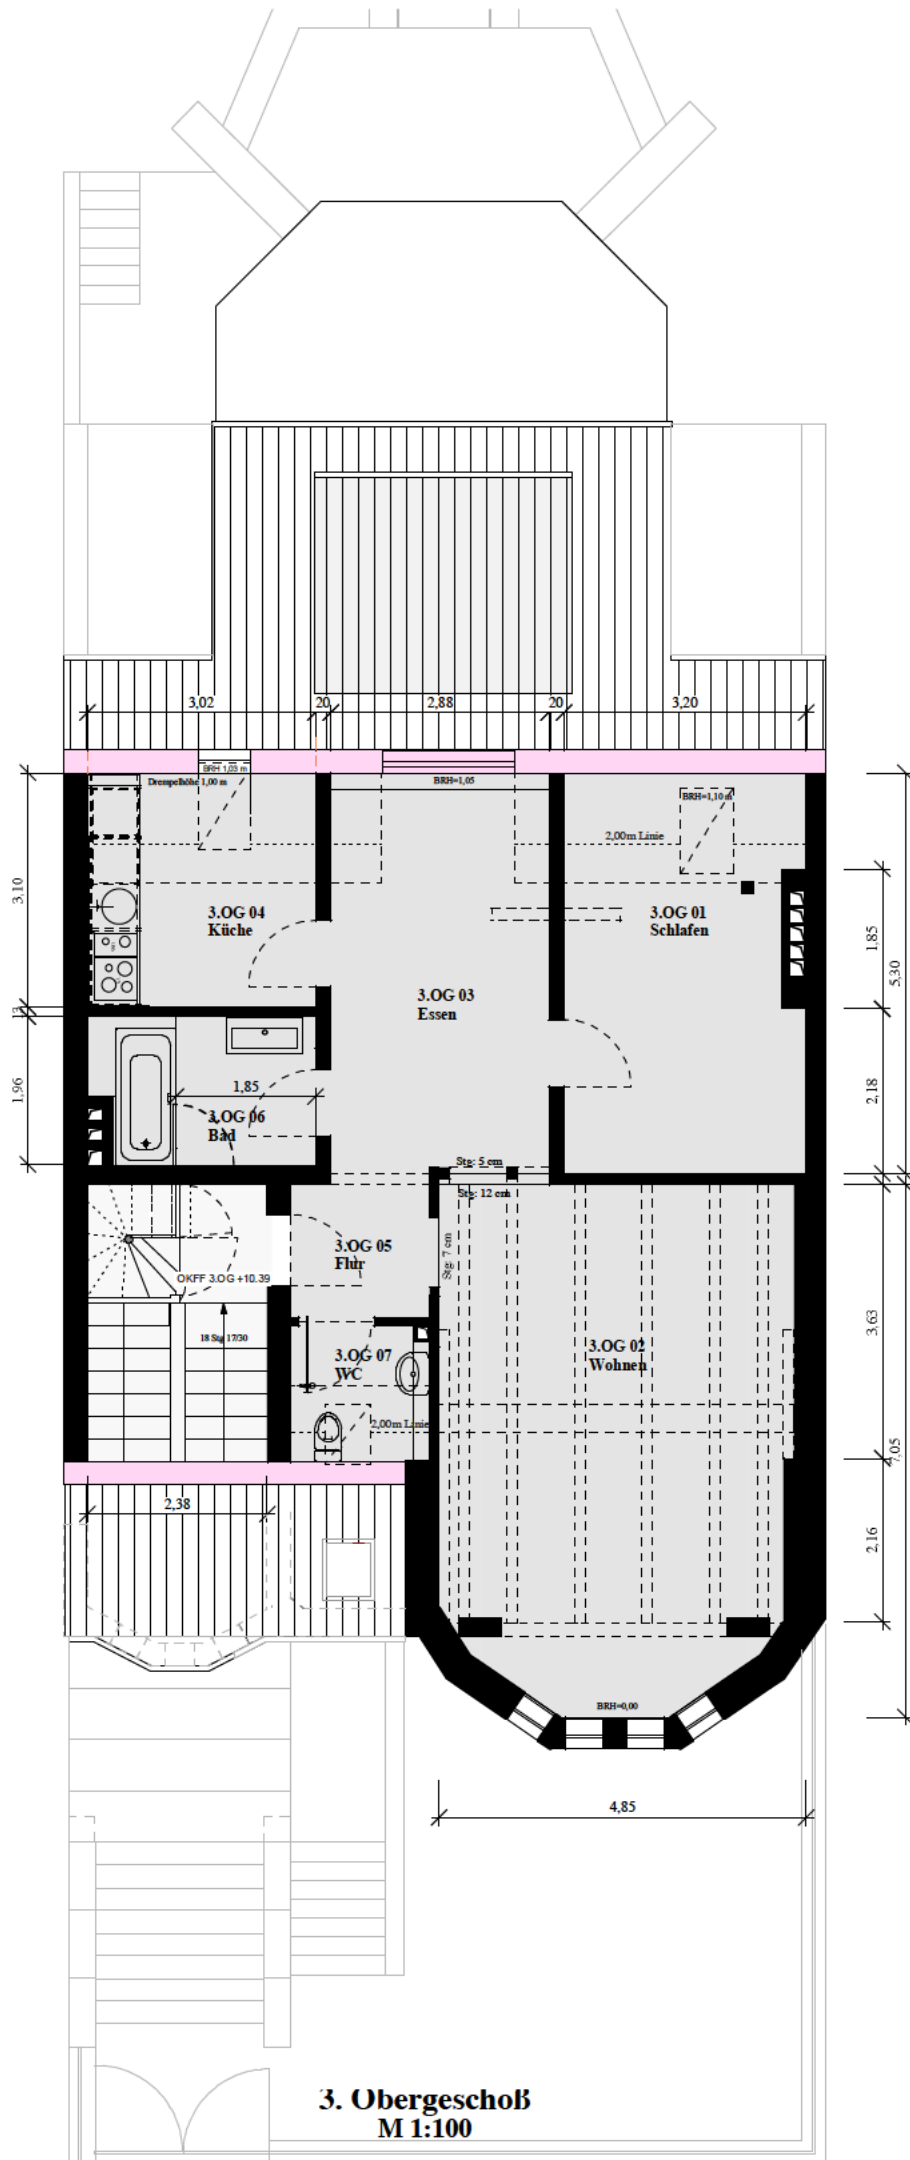 3,02
20
2,88
20
3,20
BRH 1,03 m
Drempelhöhe 1,00 m
BRH=1,05
BRH=1,10 m
2,00m Linie
3,10
3.OG 04
Küche
3.OG 01
Schlafen
1,85
5,30
3.OG 03
Essen
13
1,96
1,85
3.OG 06
Bad
2,18
Stg: 5 cm
Stg: 12 cm
3.OG 05
Flur
Stg: 7 cm
OKFF 3.OG +10.39
18 Stg 17/30
3.OG 07
WC
3.OG 02
Wohnen
3,63
2,00m Linie
7,05
2,38
2,16
BRH=0,00
4,85
3. Obergeschoß
M 1:100